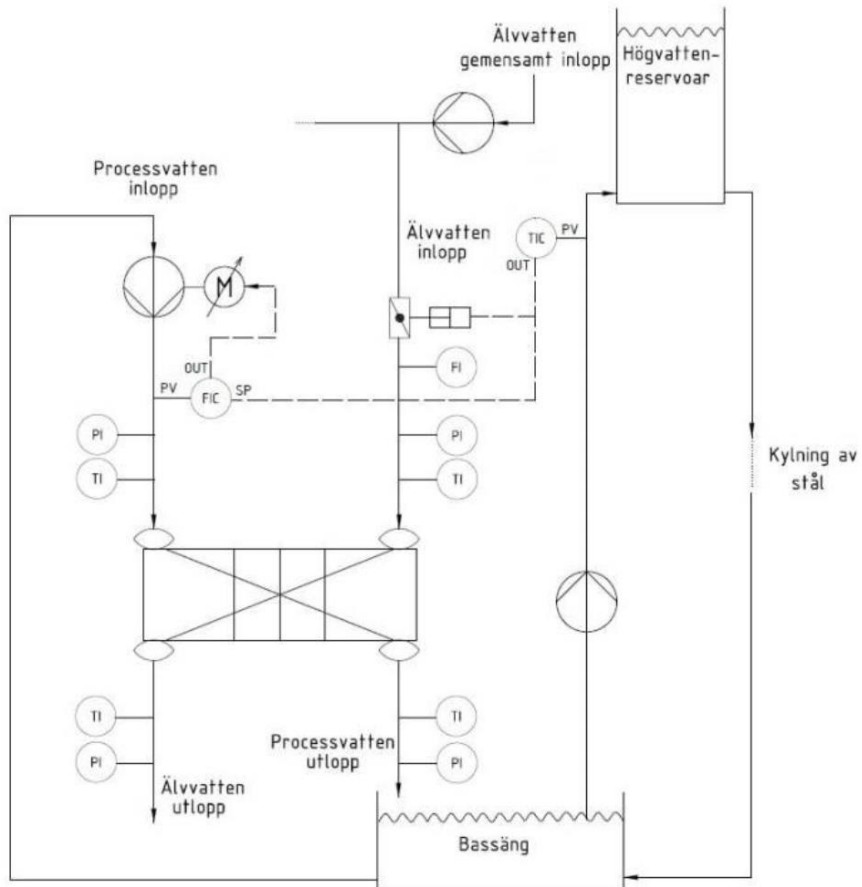 Älvvatten
gemensamt inlopp
Högvatten-
reservoar
Processvatten
inlopp
Älvvatten
inlopp
TIC
PV
OUT
M
OUT
PV
FIC
SP
FI
PI
TI
PI
TI
Kylning av
stål
TI
PI
Älvvatten
utlopp
Processvatten
utlopp
TI
PI
Bassäng